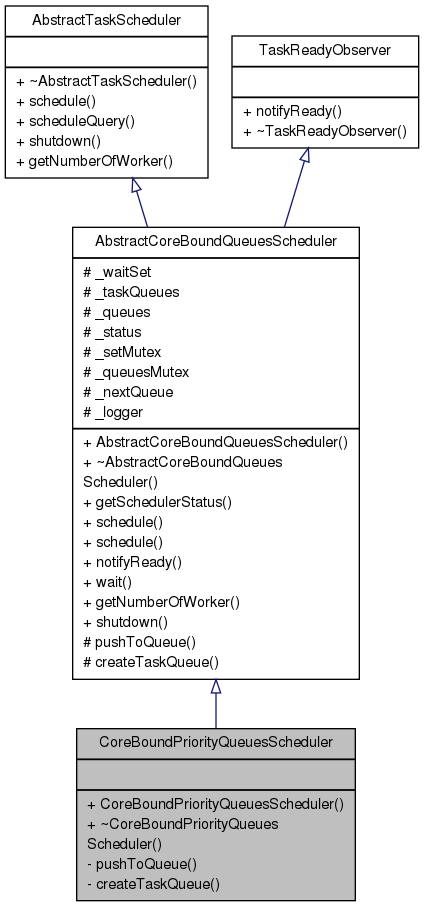 AbstractTaskScheduler
+ ~AbstractTaskScheduler()
+ schedule()
+ scheduleQuery()
+ shutdown()
+ getNumberOfWorker()
TaskReadyObserver
+ notifyReady()
+ ~TaskReadyObserver()
AbstractCoreBoundQueuesScheduler
# _waitSet
# _taskQueues
# _queues
# _status
# _setMutex
# _queuesMutex
# _nextQueue
# _logger
+ AbstractCoreBoundQueuesScheduler()
+ ~AbstractCoreBoundQueues
Scheduler()
+ getSchedulerStatus()
+ schedule()
+ schedule()
+ notifyReady()
+ wait()
+ getNumberOfWorker()
+ shutdown()
# pushToQueue()
# createTaskQueue()
CoreBoundPriorityQueuesScheduler
+ CoreBoundPriorityQueuesScheduler()
+ ~CoreBoundPriorityQueues
Scheduler()
- pushToQueue()
- createTaskQueue()